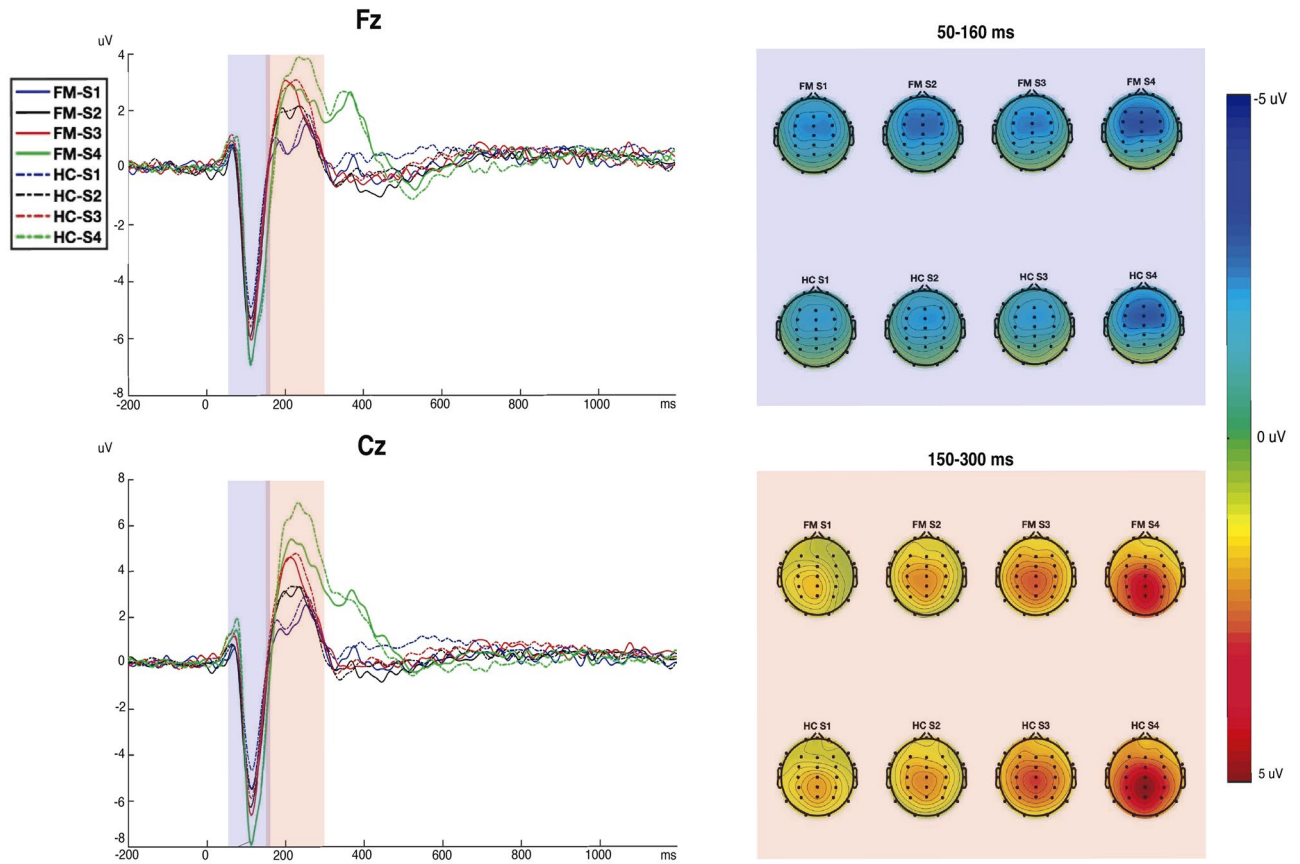 Fz
uV
4
2
0
-2
-4
-6
-8
-200 0 200 400 600 800 1000 ms
FM-S1
FM-S2
FM-S3
FM-S4
HC-S1
HC-S2
HC-S3
HC-S4
Cz
uV
8
6
4
2
0
-2
-4
-6
-8
-200 0 200 400 600 800 1000 ms
50-160 ms
FM S1 FM S2 FM S3 FM S4
HC S1 HC S2 HC S3 HC S4
150-300 ms
FM S1 FM S2 FM S3 FM S4
HC S1 HC S2 HC S3 HC S4
-5 uV
0 uV
5 uV